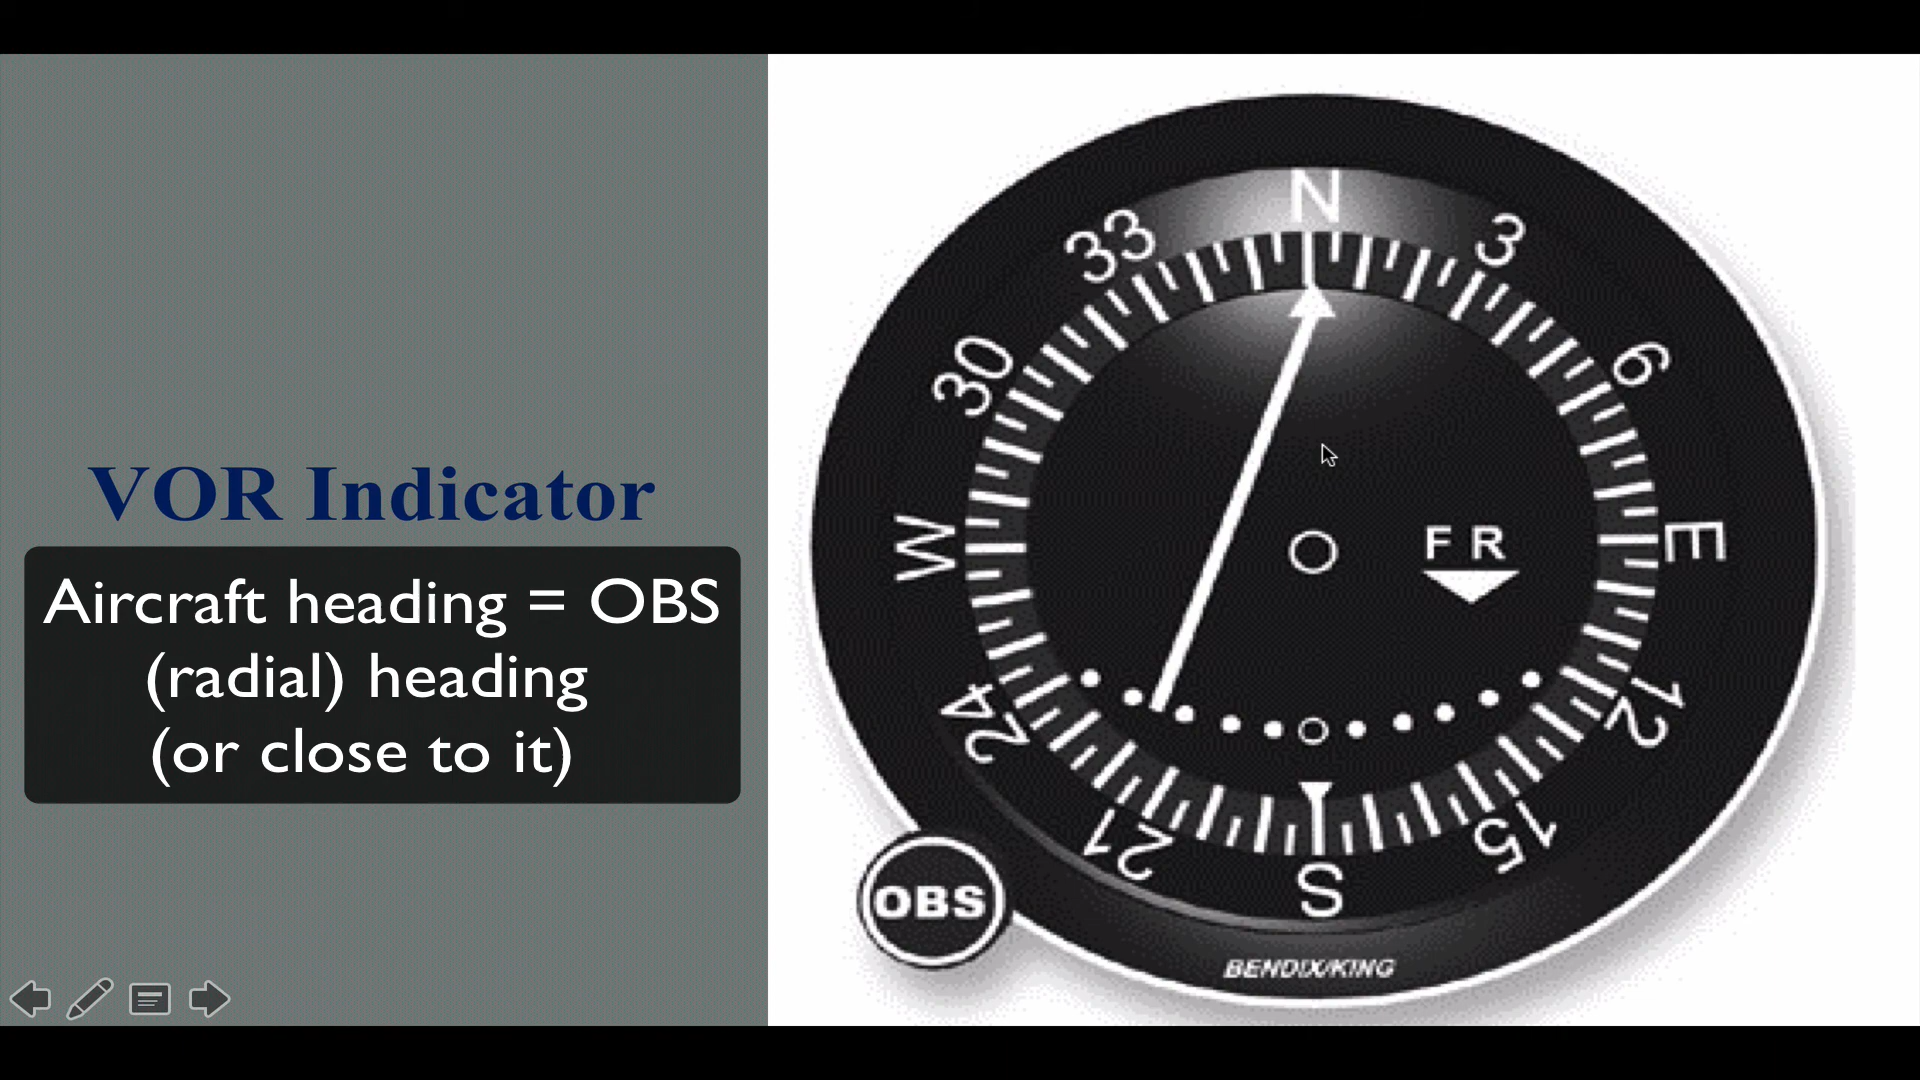 VOR Indicator
Aircraft heading = OBS
(radial) heading
(or close to it)
N
3
6
E
12
15
S
21
24
W
30
33
F R
OBS
BENDIX/KING